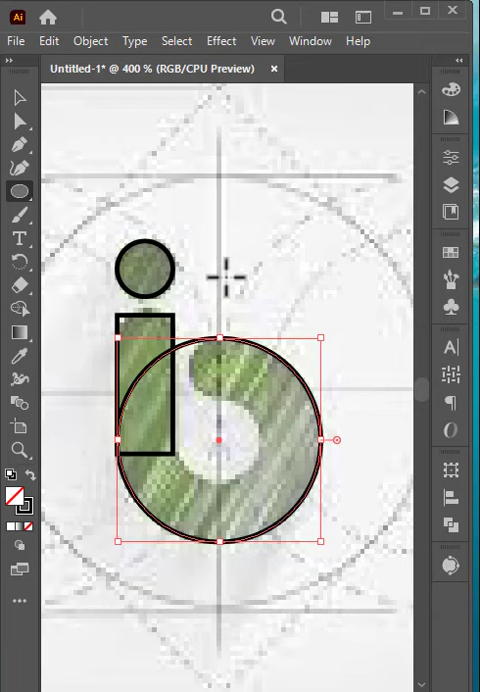 Ai
File Edit Object Type Select Effect View Window Help
Untitled-1* @ 400 % (RGB/CPU Preview) ×